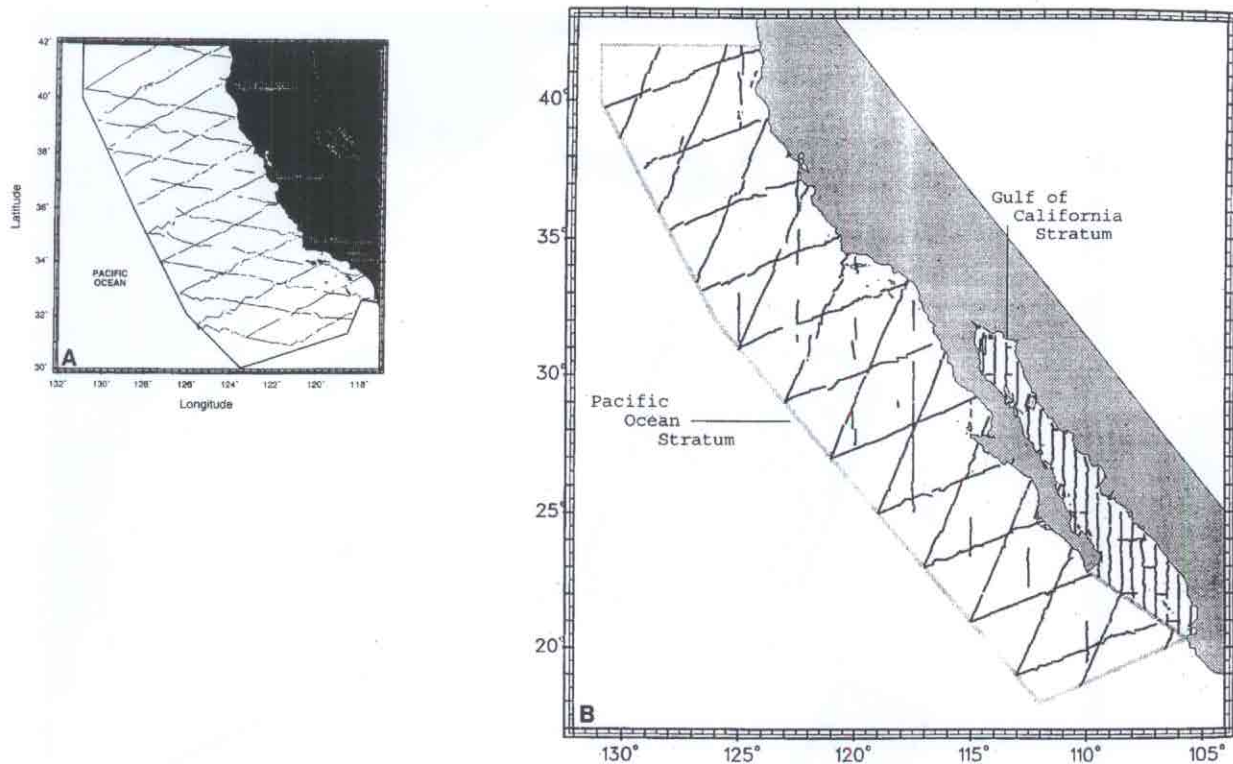 42°
40°
38°
36°
34°
32°
30°
Latitude
PACIFIC
OCEAN
A
132°
130°
128°
126°
124°
122°
120°
118°
Longitude
40°
35°
30°
25°
20°
Gulf of
California
Stratum
Pacific
Ocean
Stratum
B
130°
125°
120°
115°
110°
105°